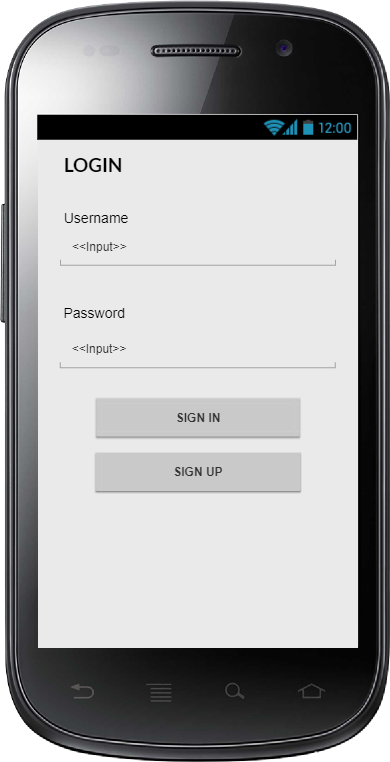 12:00
LOGIN
Username
<<Input>>
Password
<<Input>>
SIGN IN
SIGN UP